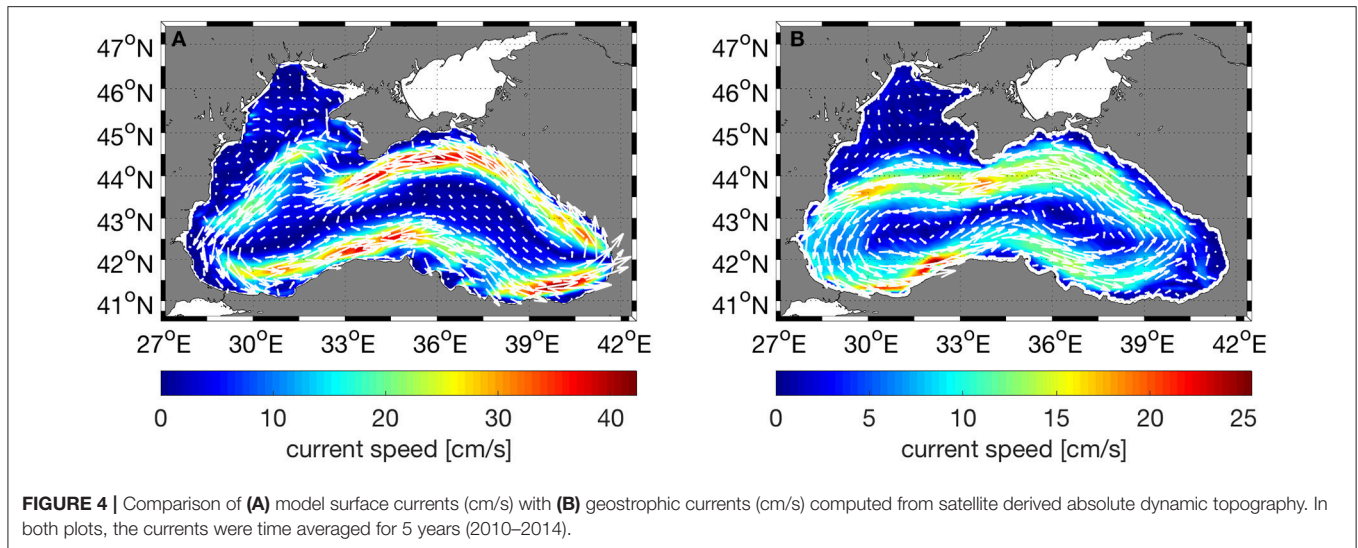 A
47°N
46°N
45°N
44°N
43°N
42°N
41°N
27°E 30°E 33°E 36°E 39°E 42°E
0 10 20 30 40
current speed [cm/s]
B
47°N
46°N
45°N
44°N
43°N
42°N
41°N
27°E 30°E 33°E 36°E 39°E 42°E
0 5 10 15 20 25
current speed [cm/s]
FIGURE 4 | Comparison of (A) model surface currents (cm/s) with (B) geostrophic currents (cm/s) computed from satellite derived absolute dynamic topography. In
both plots, the currents were time averaged for 5 years (2010–2014).